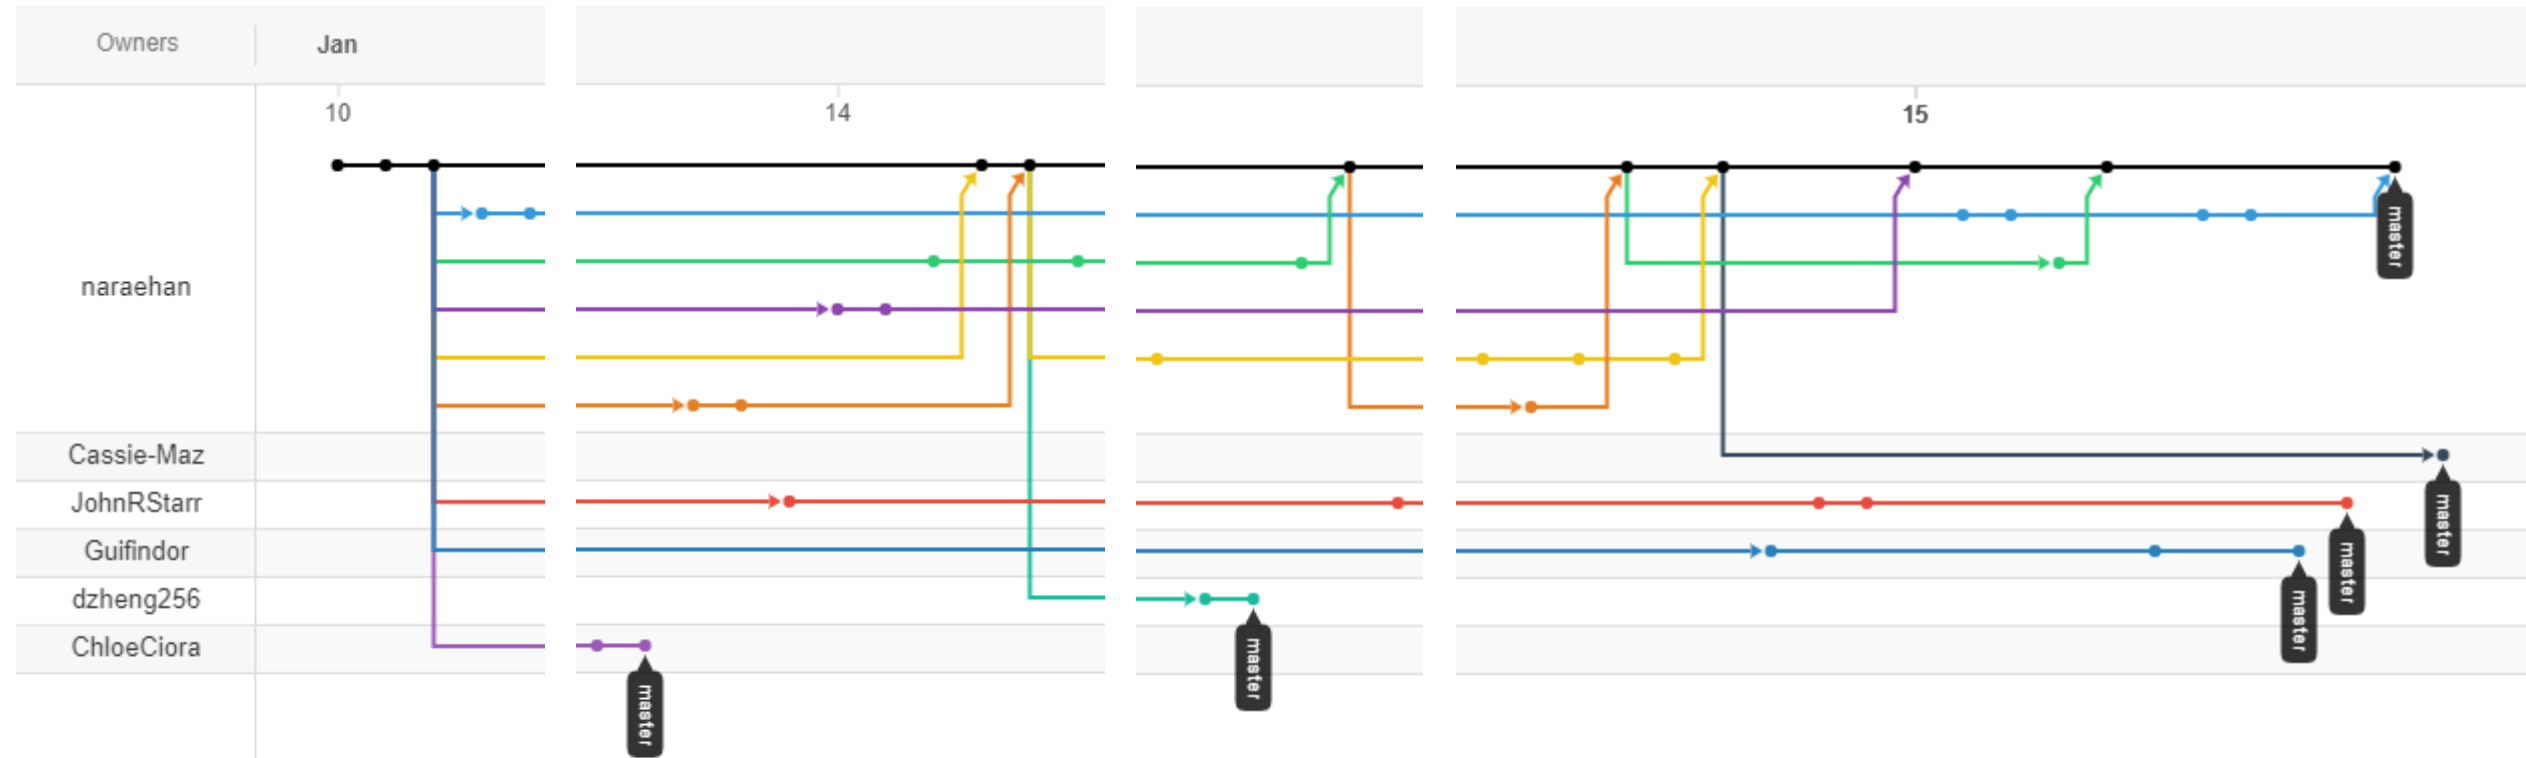 Owners
Jan
10
14
15
naraehan
master
Cassie-Maz
JohnRStarr
master
Guifindor
master
dzheng256
master
ChloeCiora
master
master